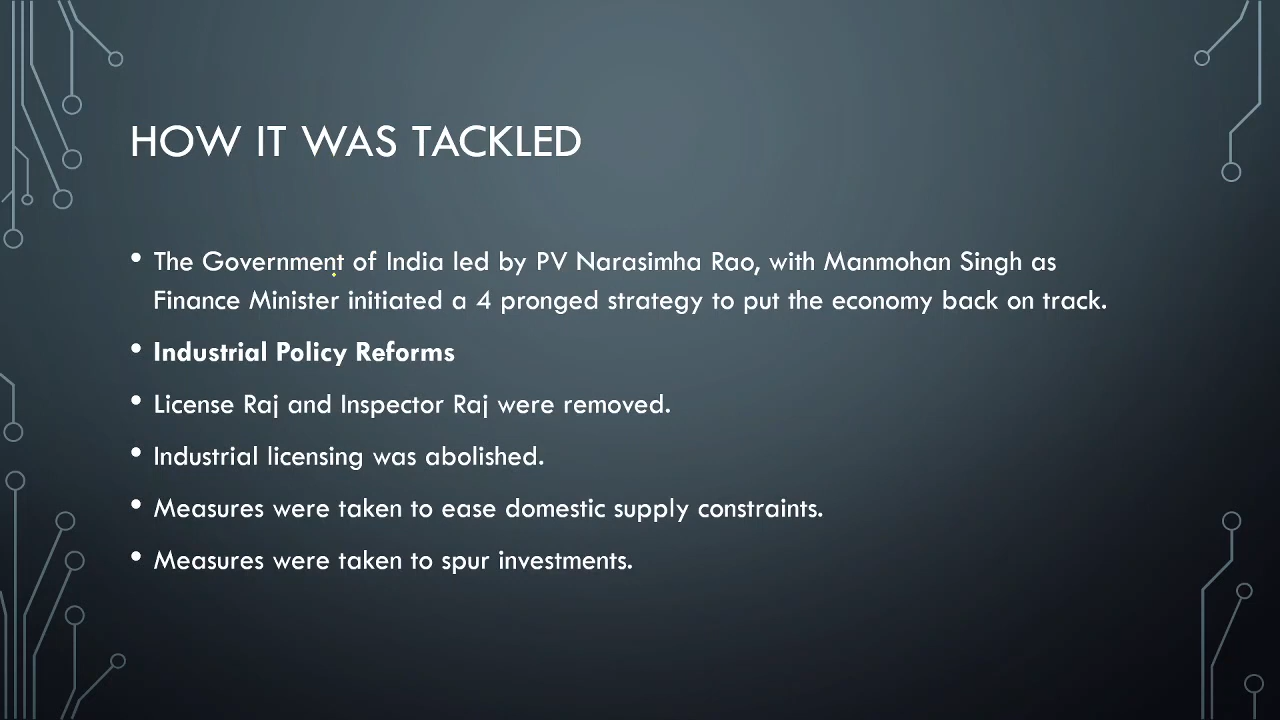 HOW IT WAS TACKLED
• The Government of India led by PV Narasimha Rao, with Manmohan Singh as
Finance Minister initiated a 4 pronged strategy to put the economy back on track.
• Industrial Policy Reforms
• License Raj and Inspector Raj were removed.
• Industrial licensing was abolished.
• Measures were taken to ease domestic supply constraints.
• Measures were taken to spur investments.